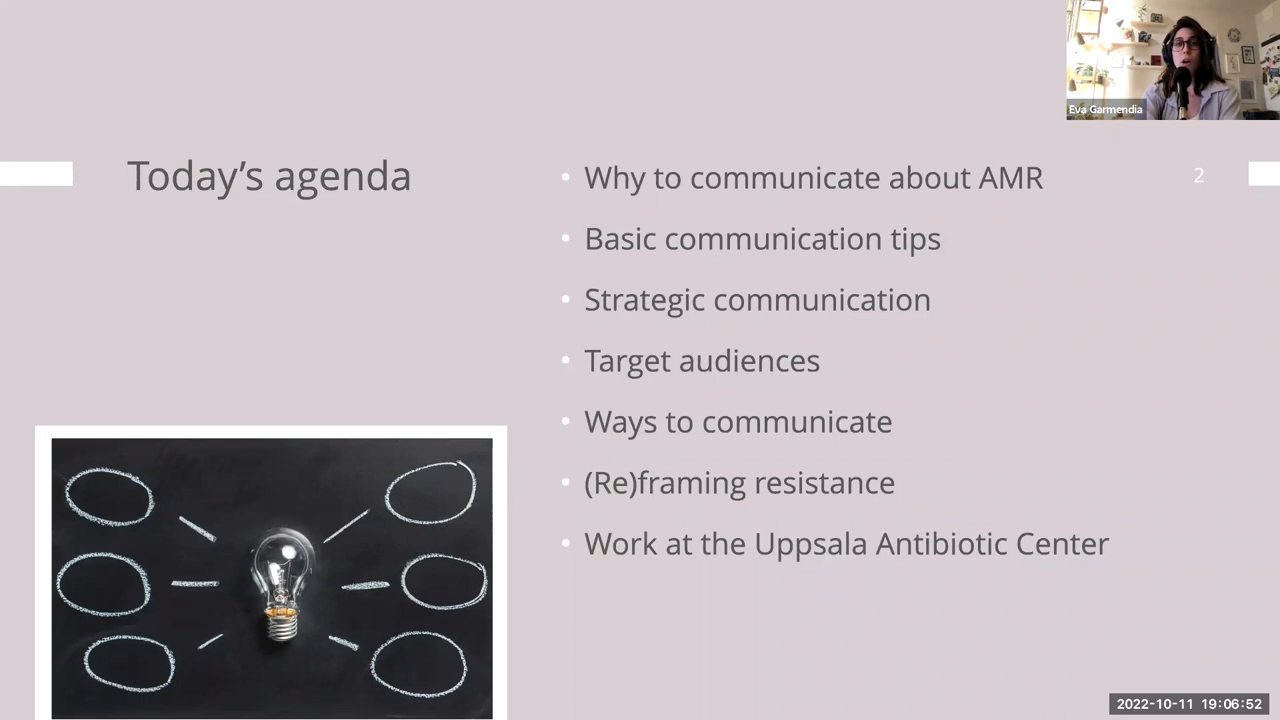 Eva Garmendia
Today’s agenda
2
• Why to communicate about AMR
• Basic communication tips
• Strategic communication
• Target audiences
• Ways to communicate
• (Re)framing resistance
• Work at the Uppsala Antibiotic Center
2022-10-11 19:06:52